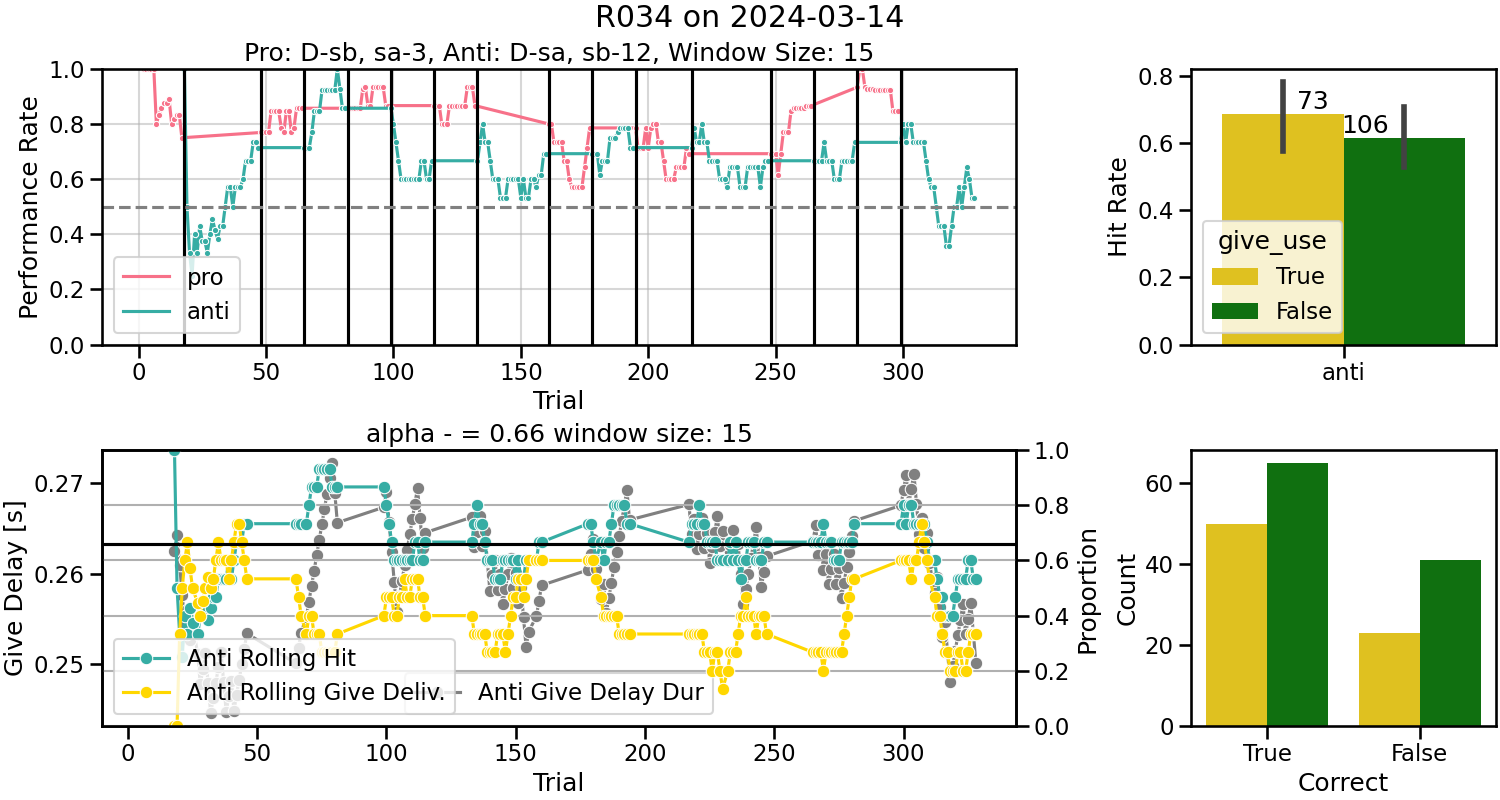 R034 on 2024-03-14
Pro: D-sb, sa-3, Anti: D-sa, sb-12, Window Size: 15
Performance Rate
1.0
0.8
0.6
0.4
0.2
0.0
pro
anti
0 50 100 150 200 250 300
Trial
Hit Rate
0.8
0.6
0.4
0.2
0.0
73
106
give_use
True
False
anti
alpha - = 0.66 window size: 15
Give Delay [s]
0.27
0.26
0.25
Anti Rolling Hit
Anti Rolling Give Deliv.
Anti Give Delay Dur
1.0
0.8
0.6
0.4
0.2
0.0
Proportion
0 50 100 150 200 250 300
Trial
Count
60
40
20
0
True False
Correct